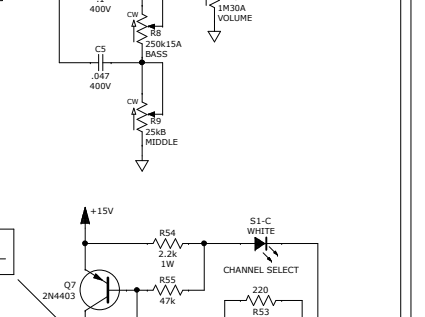 400V
CW
R8
250k15A
BASS
1M30A
VOLUME
C5
.047
400V
CW
R9
25kB
MIDDLE
+15V
R54
2.2k
1W
S1-C
WHITE
CHANNEL SELECT
Q7
2N4403
R55
47k
220
R53